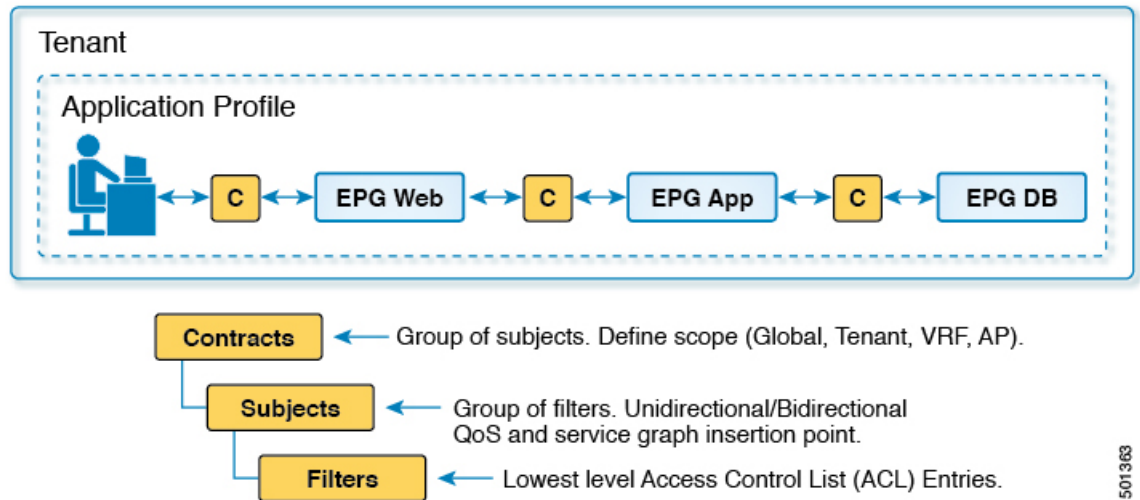 Tenant
Application Profile
C
EPG Web
C
EPG App
C
EPG DB
Contracts
Group of subjects. Define scope (Global, Tenant, VRF, AP).
Subjects
Group of filters. Unidirectional/Bidirectional
QoS and service graph insertion point.
Filters
Lowest level Access Control List (ACL) Entries.
501363